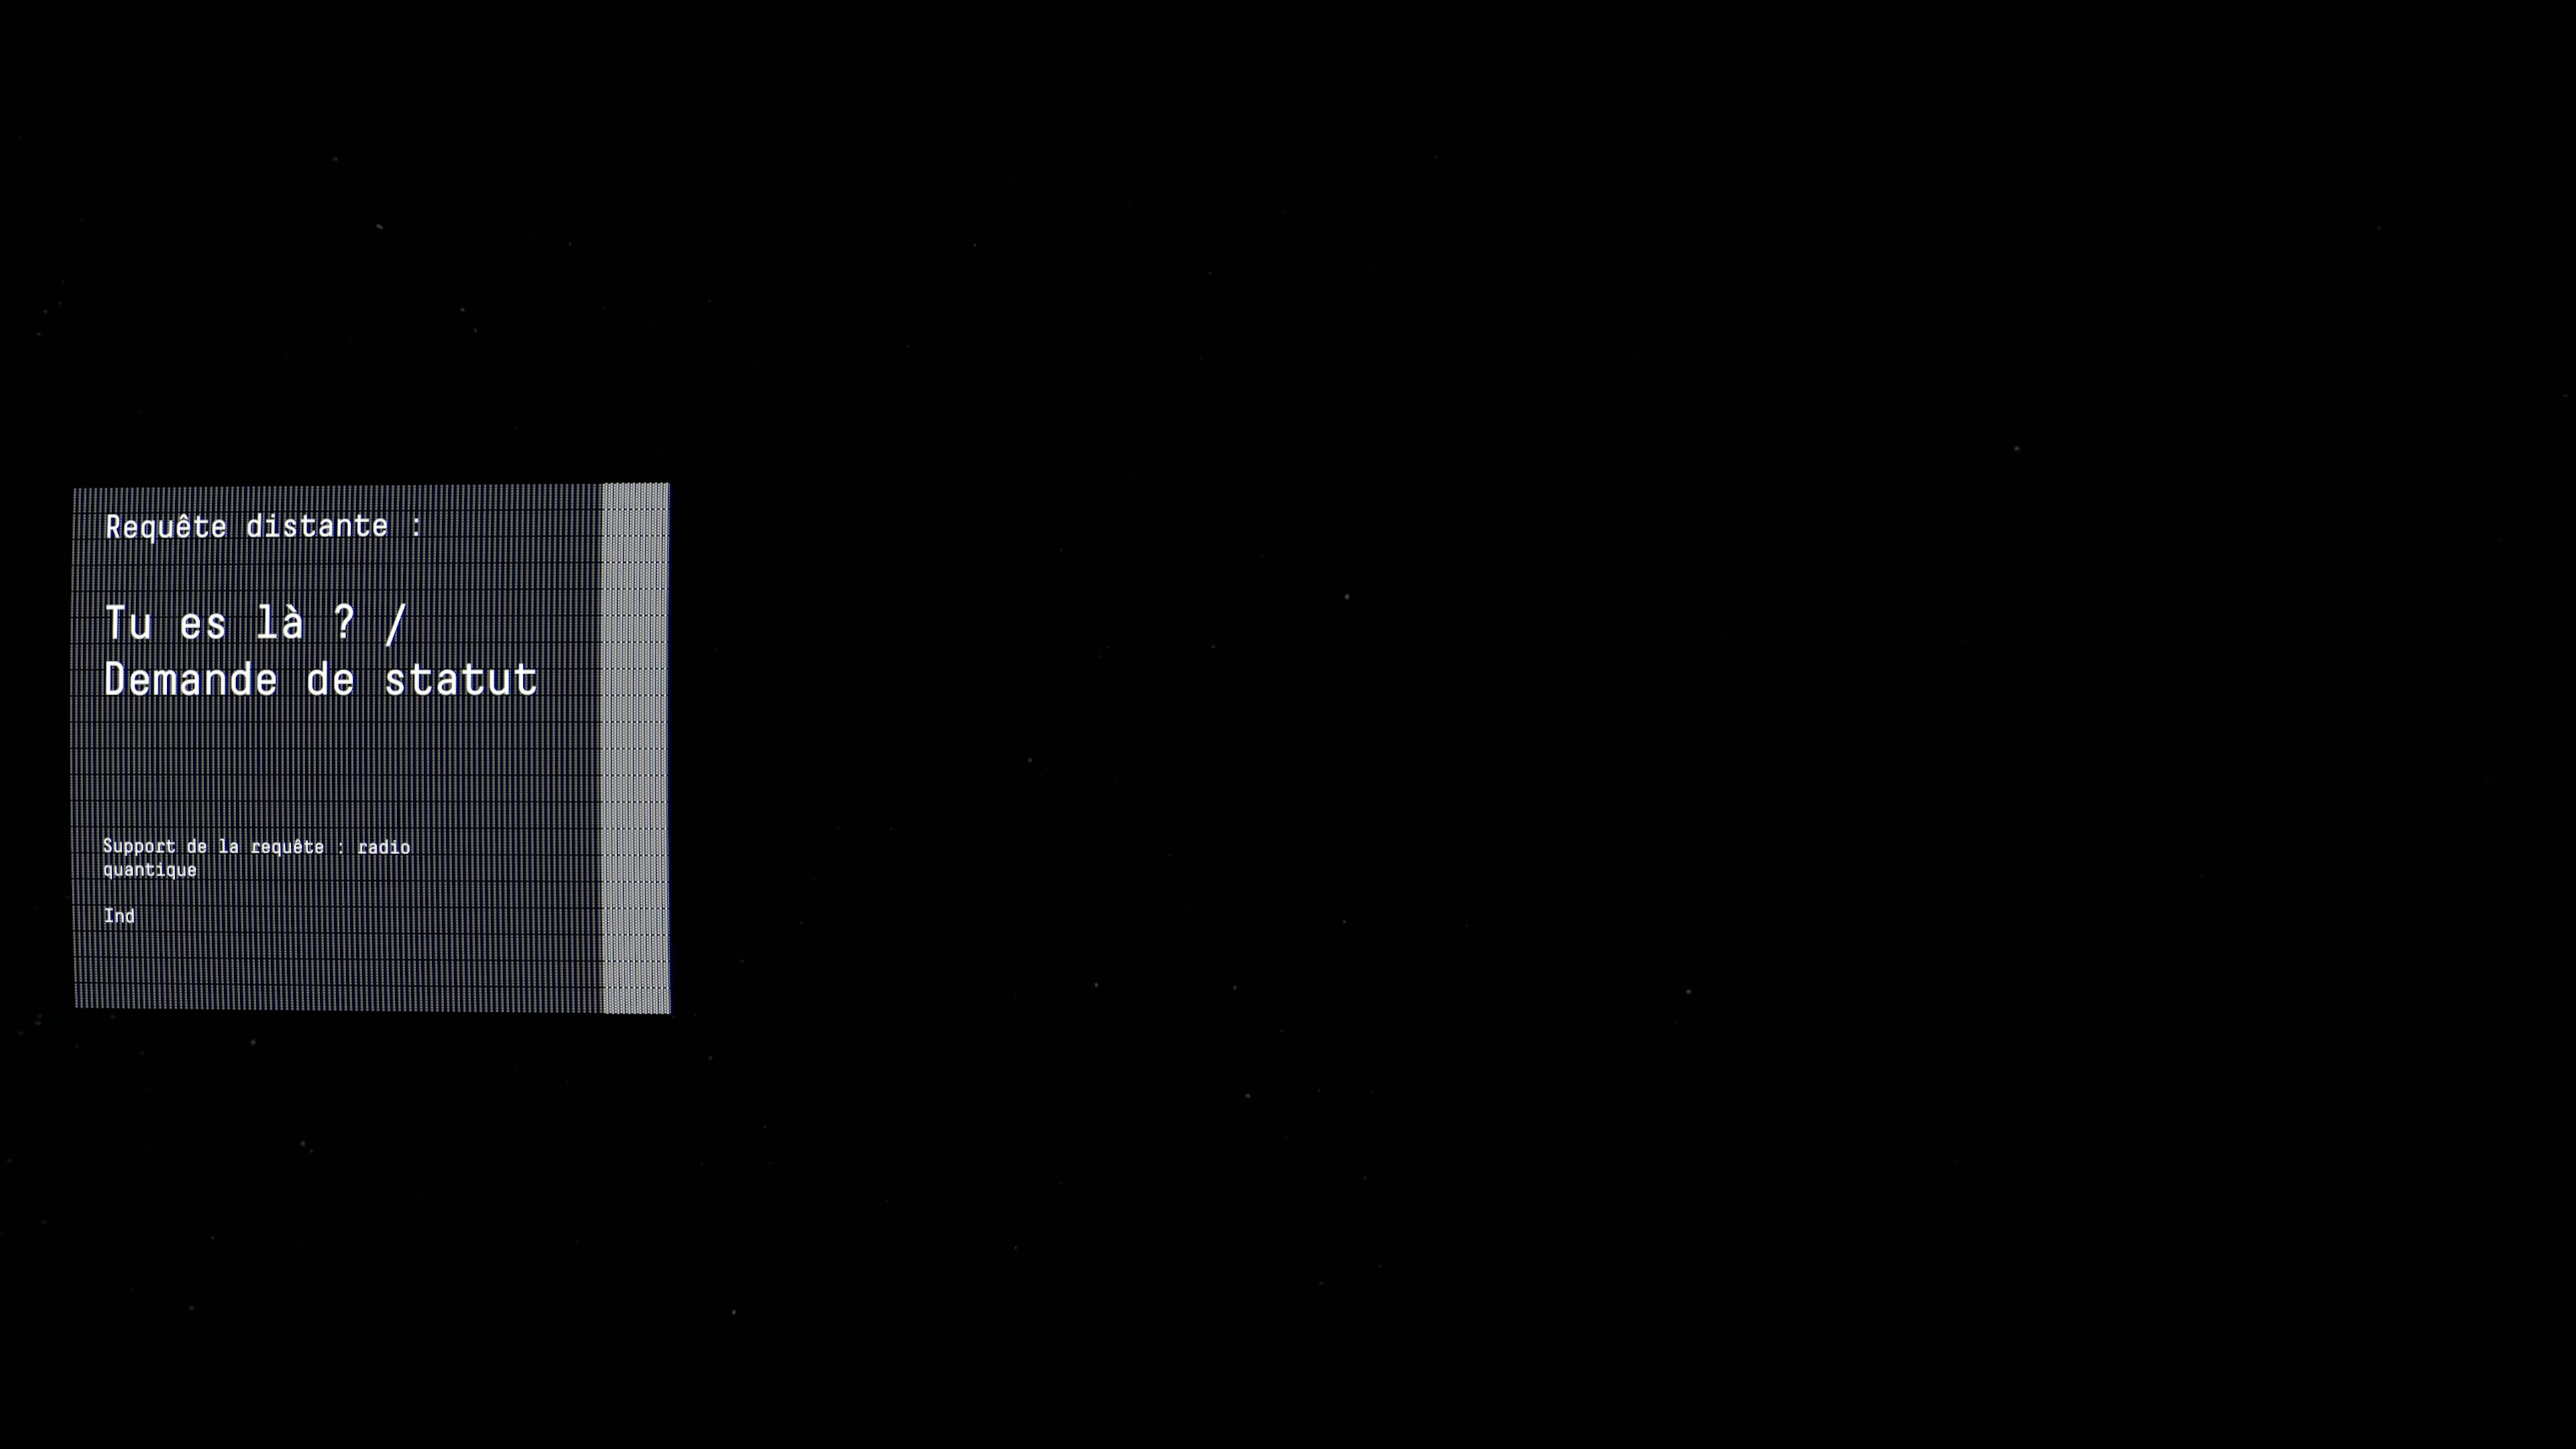 Requête distante :
Tu es là ? /
Demande de statut
Support de la requête : radio
quantique
Ind